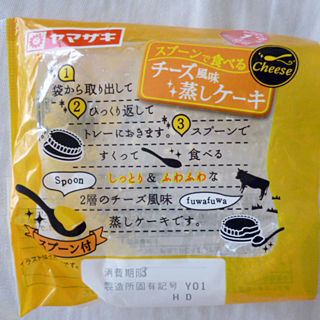 ヤマザキ
スプーンで食べる
チーズ風味
蒸しケーキ
Cheese
1
袋から取り出して
2 ひっくり返して
トレーにおきます。 3 スプーンで
すくって 食べる
Spoon
しっとり & ふわふわな
2層のチーズ風味
fuwafuwa
蒸しケーキです。
スプーン付
消費期限
製造所固有記号 Y01
HD